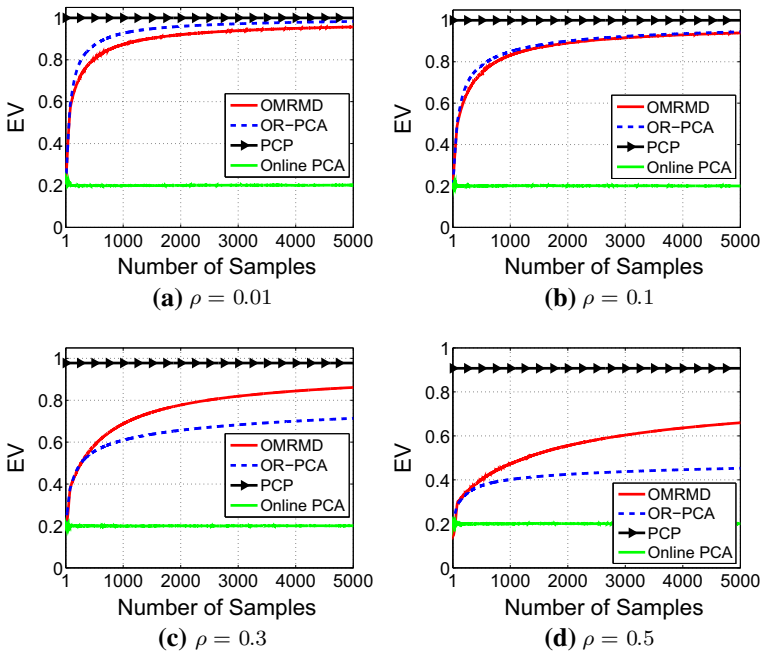 1
0.8
0.6
0.4
0.2
0
EV
OMRMD
OR-PCA
PCP
Online PCA
1 1000 2000 3000 4000 5000
Number of Samples
(a) ρ = 0.01
1
0.8
0.6
0.4
0.2
0
EV
OMRMD
OR-PCA
PCP
Online PCA
1 1000 2000 3000 4000 5000
Number of Samples
(b) ρ = 0.1
1
0.8
0.6
0.4
0.2
0
EV
OMRMD
OR-PCA
PCP
Online PCA
1 1000 2000 3000 4000 5000
Number of Samples
(c) ρ = 0.3
1
0.8
0.6
0.4
0.2
0
EV
OMRMD
OR-PCA
PCP
Online PCA
1 1000 2000 3000 4000 5000
Number of Samples
(d) ρ = 0.5